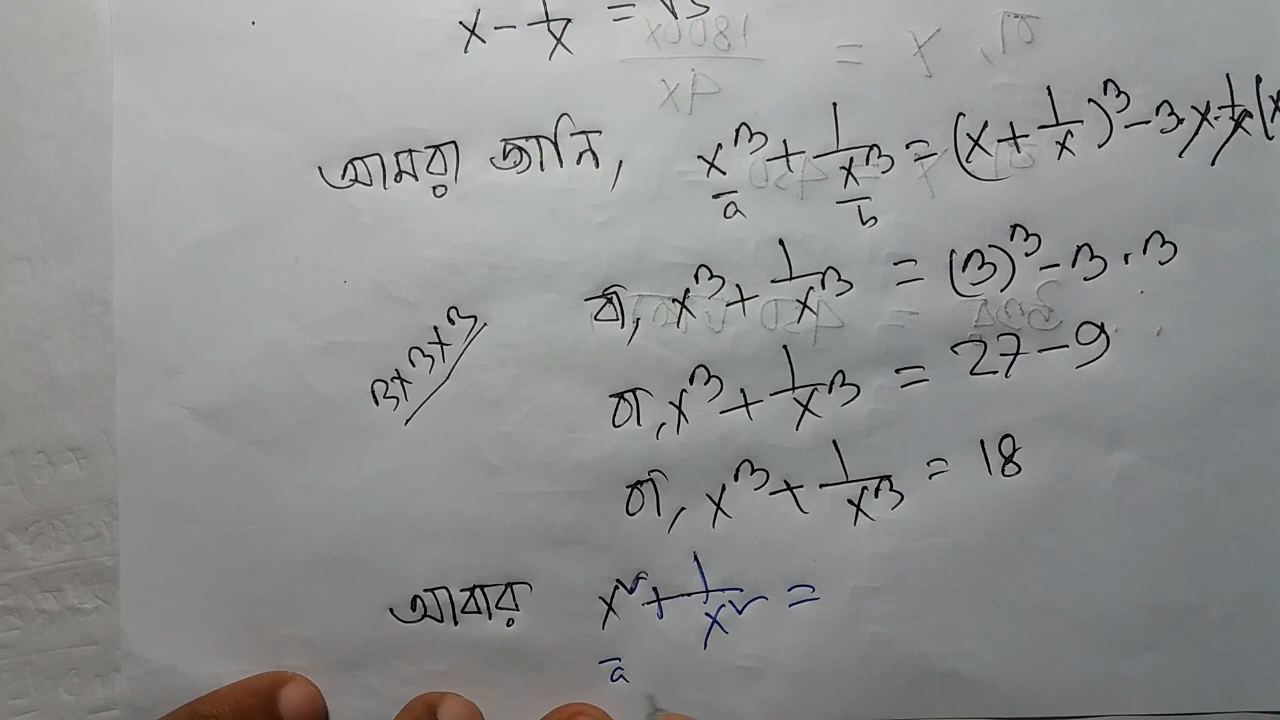 x - 1/x = √5
আমরা জানি, x³ + 1/x³ = (x + 1/x)³ - 3·x·1/x (x
a b
বা, x³ + 1/x³ = (3)³ - 3·3
3×3×3
বা, x³ + 1/x³ = 27 - 9
বা, x³ + 1/x³ = 18
আবার x² + 1/x² =
a